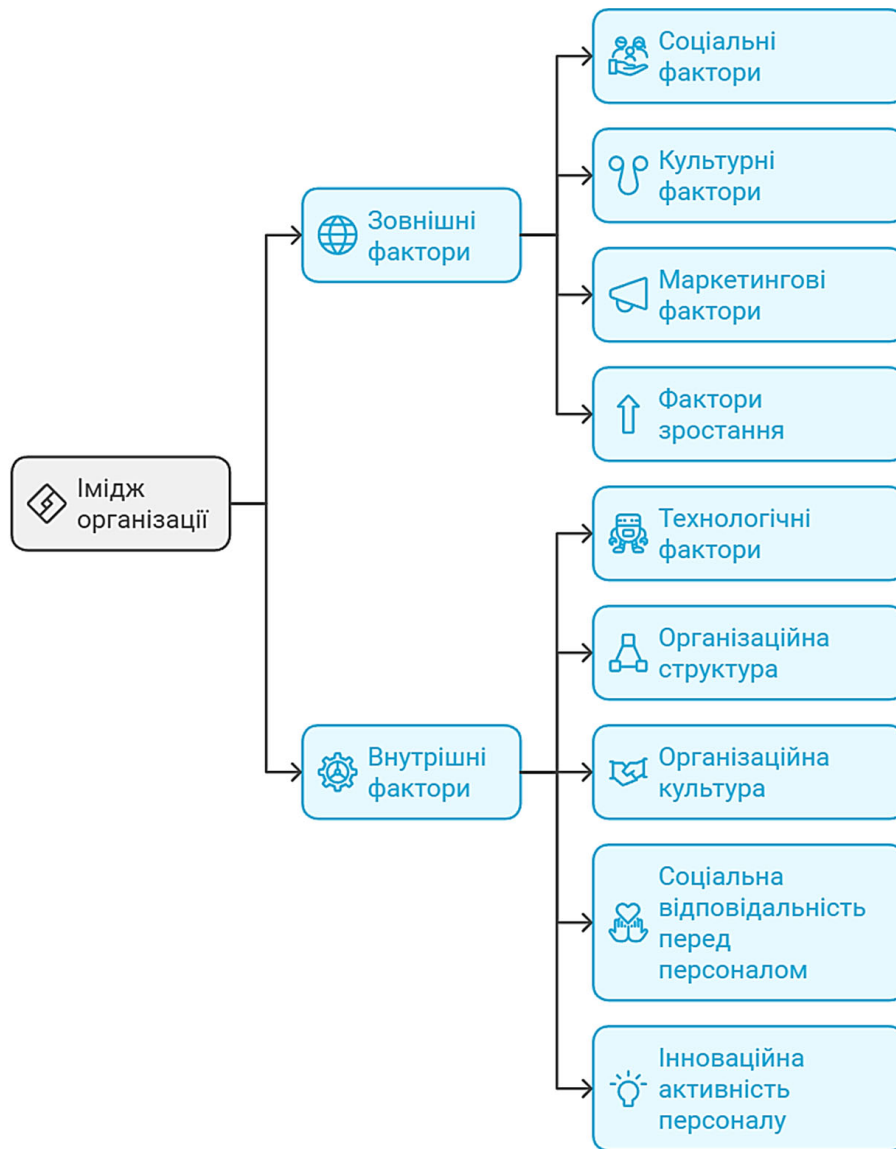 Соціальні
фактори
Культурні
фактори
Зовнішні
фактори
Маркетингові
фактори
Фактори
зростання
Імідж
організації
Технологічні
фактори
Організаційна
структура
Внутрішні
фактори
Організаційна
культура
Соціальна
відповідальність
перед
персоналом
Інноваційна
активність
персоналу